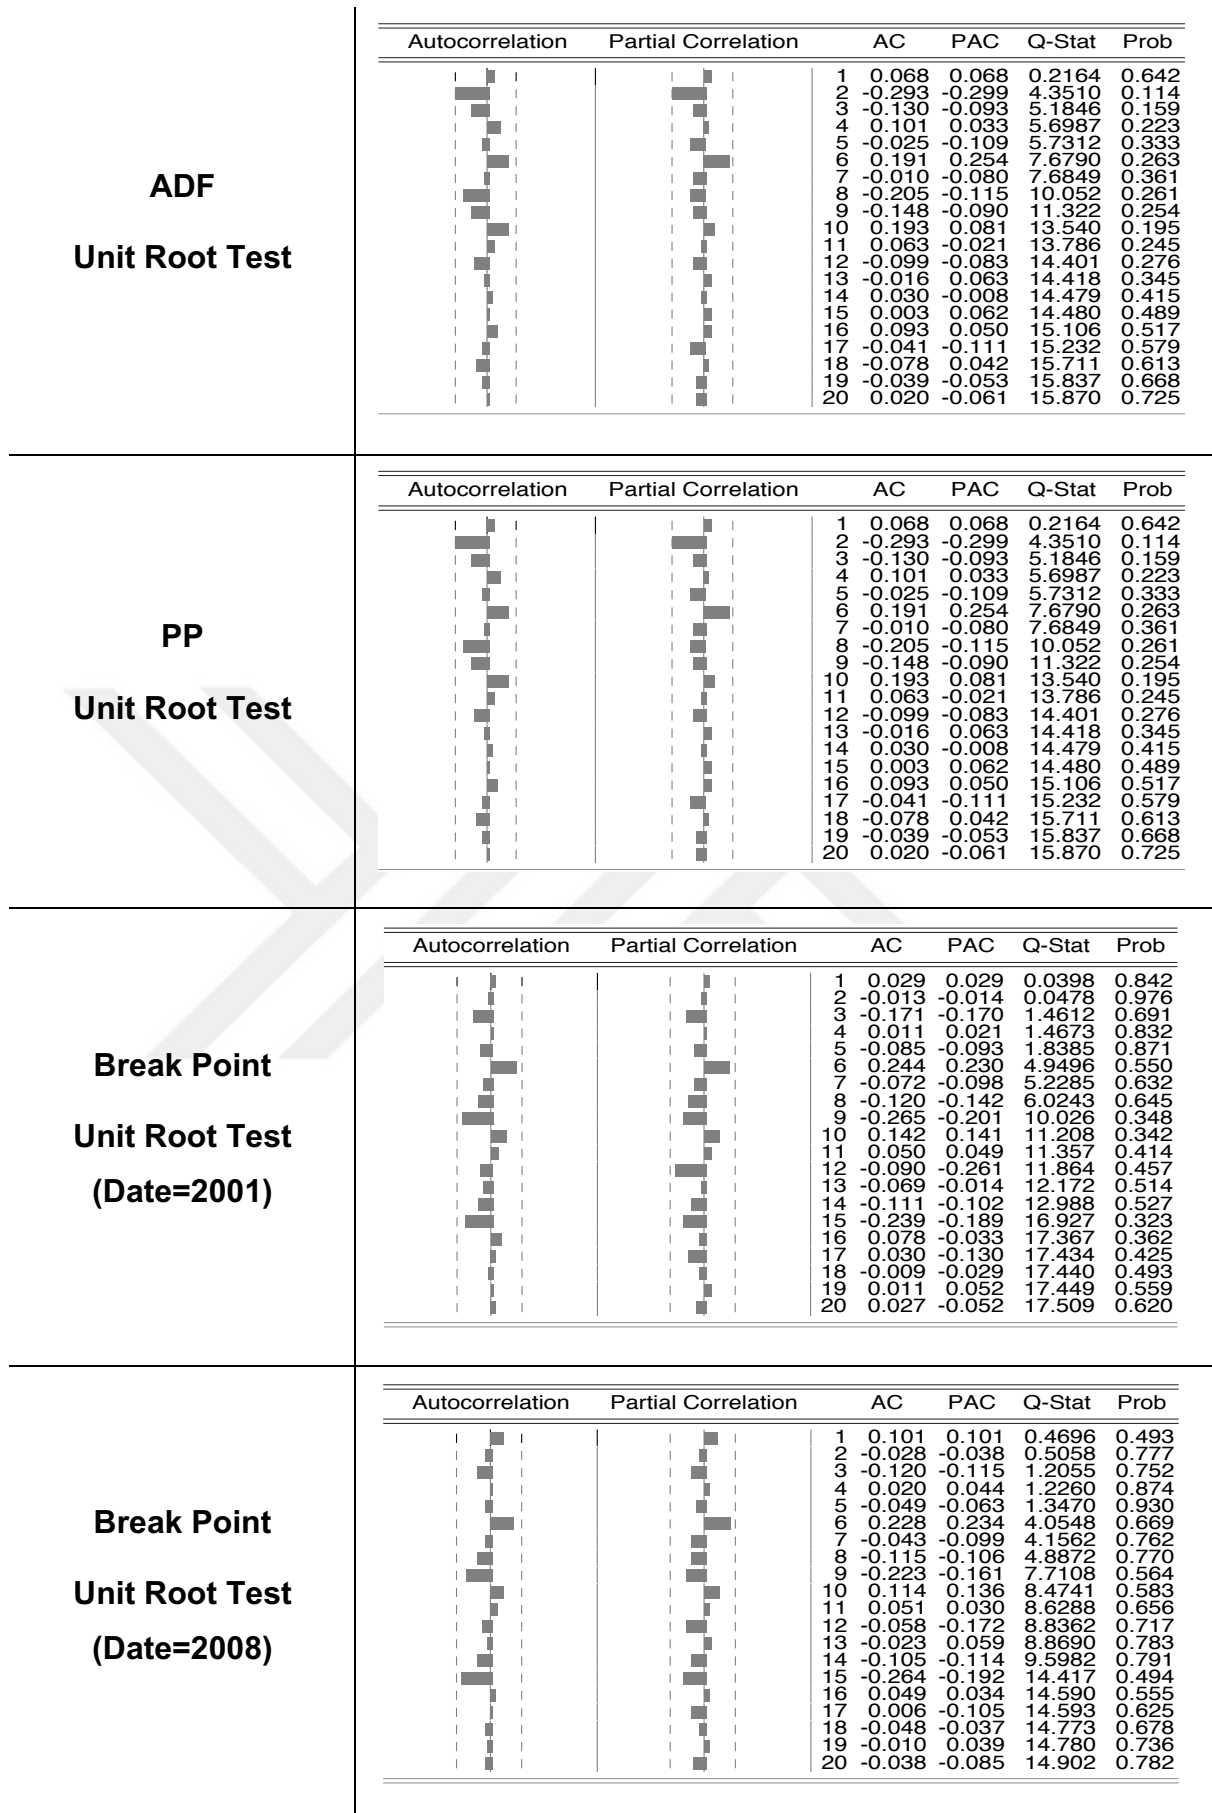 Autocorrelation Partial Correlation AC PAC Q-Stat Prob
1 0.068 0.068 0.2164 0.642
2 -0.293 -0.299 4.3510 0.114
3 -0.130 -0.093 5.1846 0.159
4 0.101 0.033 5.6987 0.223
5 -0.025 -0.109 5.7312 0.333
6 0.191 0.254 7.6790 0.263
7 -0.010 -0.080 7.6849 0.361
ADF
8 -0.205 -0.115 10.052 0.261
9 -0.148 -0.090 11.322 0.254
10 0.193 0.081 13.540 0.195
11 0.063 -0.021 13.786 0.245
Unit Root Test
12 -0.099 -0.083 14.401 0.276
13 -0.016 0.063 14.418 0.345
14 0.030 -0.008 14.479 0.415
15 0.003 0.062 14.480 0.489
16 0.093 0.050 15.106 0.517
17 -0.041 -0.111 15.232 0.579
18 -0.078 0.042 15.711 0.613
19 -0.039 -0.053 15.837 0.668
20 0.020 -0.061 15.870 0.725
Autocorrelation Partial Correlation AC PAC Q-Stat Prob
1 0.068 0.068 0.2164 0.642
2 -0.293 -0.299 4.3510 0.114
3 -0.130 -0.093 5.1846 0.159
4 0.101 0.033 5.6987 0.223
5 -0.025 -0.109 5.7312 0.333
6 0.191 0.254 7.6790 0.263
7 -0.010 -0.080 7.6849 0.361
PP
8 -0.205 -0.115 10.052 0.261
9 -0.148 -0.090 11.322 0.254
10 0.193 0.081 13.540 0.195
11 0.063 -0.021 13.786 0.245
Unit Root Test
12 -0.099 -0.083 14.401 0.276
13 -0.016 0.063 14.418 0.345
14 0.030 -0.008 14.479 0.415
15 0.003 0.062 14.480 0.489
16 0.093 0.050 15.106 0.517
17 -0.041 -0.111 15.232 0.579
18 -0.078 0.042 15.711 0.613
19 -0.039 -0.053 15.837 0.668
20 0.020 -0.061 15.870 0.725
Autocorrelation Partial Correlation AC PAC Q-Stat Prob
1 0.029 0.029 0.0398 0.842
2 -0.013 -0.014 0.0478 0.976
3 -0.171 -0.170 1.4612 0.691
4 0.011 0.021 1.4673 0.832
5 -0.085 -0.093 1.8385 0.871
Break Point
6 0.244 0.230 4.9496 0.550
7 -0.072 -0.098 5.2285 0.632
8 -0.120 -0.142 6.0243 0.645
9 -0.265 -0.201 10.026 0.348
10 0.142 0.141 11.208 0.342
Unit Root Test
11 0.050 0.049 11.357 0.414
12 -0.090 -0.261 11.864 0.457
13 -0.069 -0.014 12.172 0.514
(Date=2001)
14 -0.111 -0.102 12.988 0.527
15 -0.239 -0.189 16.927 0.323
16 0.078 -0.033 17.367 0.362
17 0.030 -0.130 17.434 0.425
18 -0.009 -0.029 17.440 0.493
19 0.011 0.052 17.449 0.559
20 0.027 -0.052 17.509 0.620
Autocorrelation Partial Correlation AC PAC Q-Stat Prob
1 0.101 0.101 0.4696 0.493
2 -0.028 -0.038 0.5058 0.777
3 -0.120 -0.115 1.2055 0.752
4 0.020 0.044 1.2260 0.874
5 -0.049 -0.063 1.3470 0.930
Break Point
6 0.228 0.234 4.0548 0.669
7 -0.043 -0.099 4.1562 0.762
8 -0.115 -0.106 4.8872 0.770
9 -0.223 -0.161 7.7108 0.564
10 0.114 0.136 8.4741 0.583
Unit Root Test
11 0.051 0.030 8.6288 0.656
12 -0.058 -0.172 8.8362 0.717
13 -0.023 0.059 8.8690 0.783
(Date=2008)
14 -0.105 -0.114 9.5982 0.791
15 -0.264 -0.192 14.417 0.494
16 0.049 0.034 14.590 0.555
17 0.006 -0.105 14.593 0.625
18 -0.048 -0.037 14.773 0.678
19 -0.010 0.039 14.780 0.736
20 -0.038 -0.085 14.902 0.782